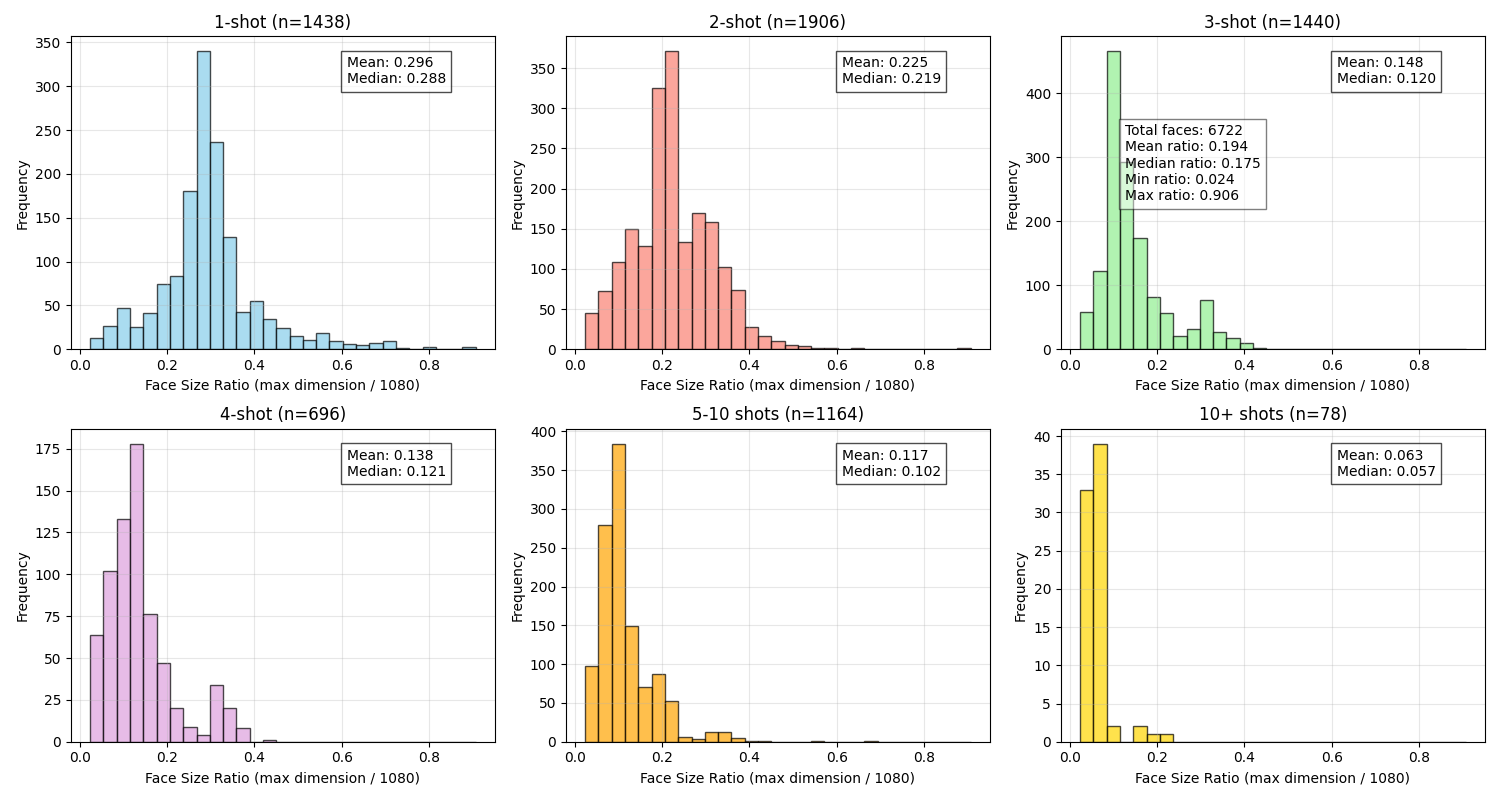 1-shot (n=1438)
Mean: 0.296
Median: 0.288
350
300
250
200
150
100
50
0
Frequency
0.0 0.2 0.4 0.6 0.8
Face Size Ratio (max dimension / 1080)
2-shot (n=1906)
Mean: 0.225
Median: 0.219
350
300
250
200
150
100
50
0
Frequency
0.0 0.2 0.4 0.6 0.8
Face Size Ratio (max dimension / 1080)
3-shot (n=1440)
Mean: 0.148
Median: 0.120
Total faces: 6722
Mean ratio: 0.194
Median ratio: 0.175
Min ratio: 0.024
Max ratio: 0.906
400
300
200
100
0
Frequency
0.0 0.2 0.4 0.6 0.8
Face Size Ratio (max dimension / 1080)
4-shot (n=696)
Mean: 0.138
Median: 0.121
175
150
125
100
75
50
25
0
Frequency
0.0 0.2 0.4 0.6 0.8
Face Size Ratio (max dimension / 1080)
5-10 shots (n=1164)
Mean: 0.117
Median: 0.102
400
350
300
250
200
150
100
50
0
Frequency
0.0 0.2 0.4 0.6 0.8
Face Size Ratio (max dimension / 1080)
10+ shots (n=78)
Mean: 0.063
Median: 0.057
40
35
30
25
20
15
10
5
0
Frequency
0.0 0.2 0.4 0.6 0.8
Face Size Ratio (max dimension / 1080)